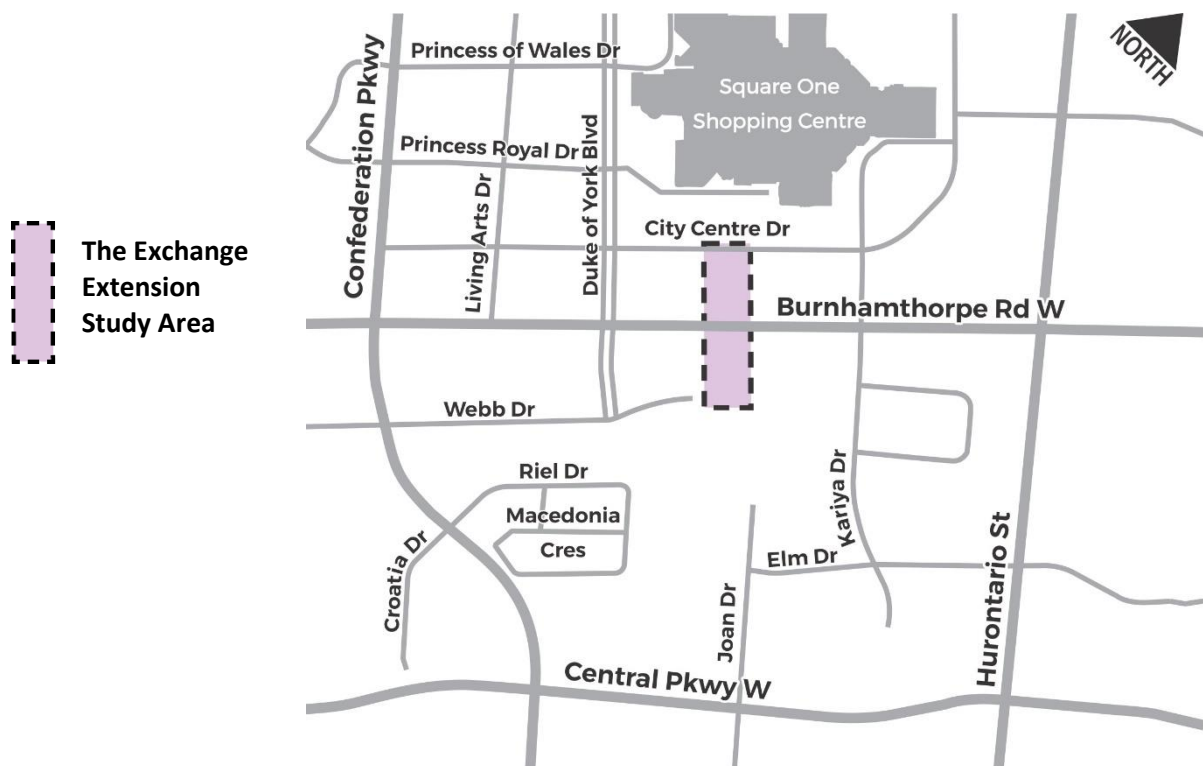 NORTH
Princess of Wales Dr
Square One
Shopping Centre
Confederation Pkwy
Princess Royal Dr
Living Arts Dr
Duke of York Blvd
City Centre Dr
The Exchange
Extension
Study Area
Burnhamthorpe Rd W
Webb Dr
Riel Dr
Macedonia
Cres
Croatia Dr
Kariya Dr
Elm Dr
Joan Dr
Hurontario St
Central Pkwy W